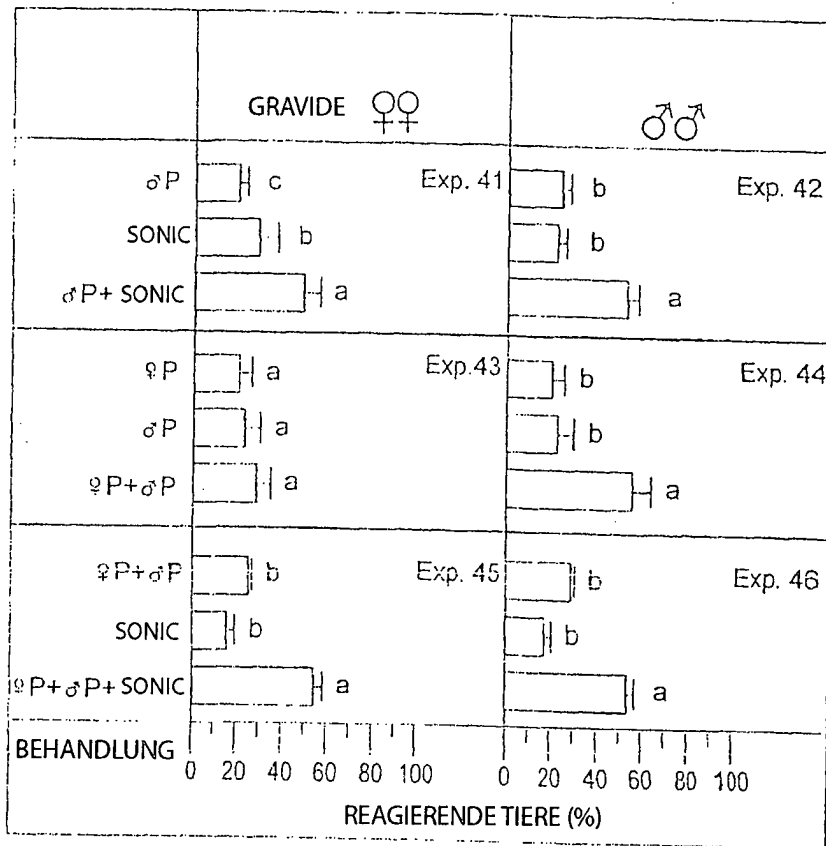 GRAVIDE ♀♀ ♂♂
♂P c Exp. 41 b Exp. 42
SONIC b b
♂P+ SONIC a a
♀P a Exp.43 b Exp. 44
♂P a b
♀P+♂P a a
♀P+♂P b Exp. 45 b Exp. 46
SONIC b b
♀P+♂P+ SONIC a a
BEHANDLUNG
0 20 40 60 80 100 0 20 40 60 80 100
REAGIERENDE TIERE (%)